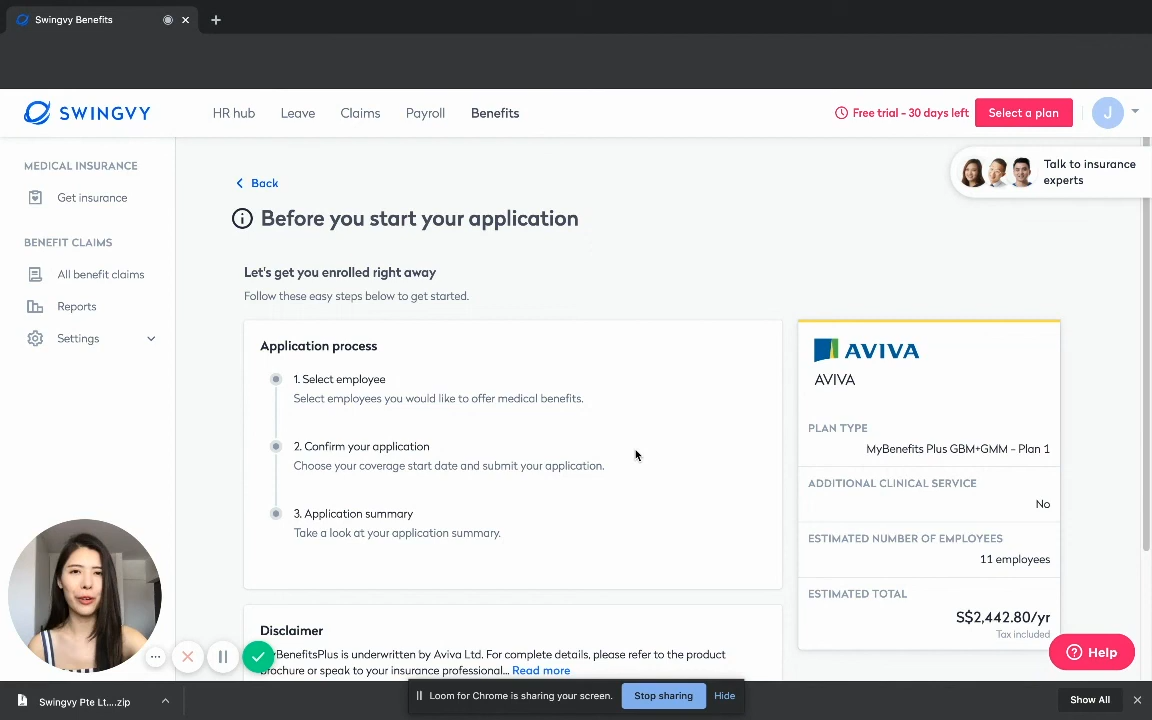 Swingvy Benefits
SWINGVY
HR hub
Leave
Claims
Payroll
Benefits
Free trial - 30 days left
Select a plan
J
MEDICAL INSURANCE
Get insurance
BENEFIT CLAIMS
All benefit claims
Reports
Settings
Talk to insurance
experts
Back
Before you start your application
Let's get you enrolled right away
Follow these easy steps below to get started.
Application process
1. Select employee
Select employees you would like to offer medical benefits.
2. Confirm your application
Choose your coverage start date and submit your application.
3. Application summary
Take a look at your application summary.
AVIVA
AVIVA
PLAN TYPE
MyBenefits Plus GBM+GMM - Plan 1
ADDITIONAL CLINICAL SERVICE
No
ESTIMATED NUMBER OF EMPLOYEES
11 employees
ESTIMATED TOTAL
S$2,442.80/yr
Tax included
Disclaimer
yBenefitsPlus is underwritten by Aviva Ltd. For complete details, please refer to the product
ochure or speak to your insurance professional... Read more
Help
Swingvy Pte Lt....zip
Loom for Chrome is sharing your screen.
Stop sharing
Hide
Show All